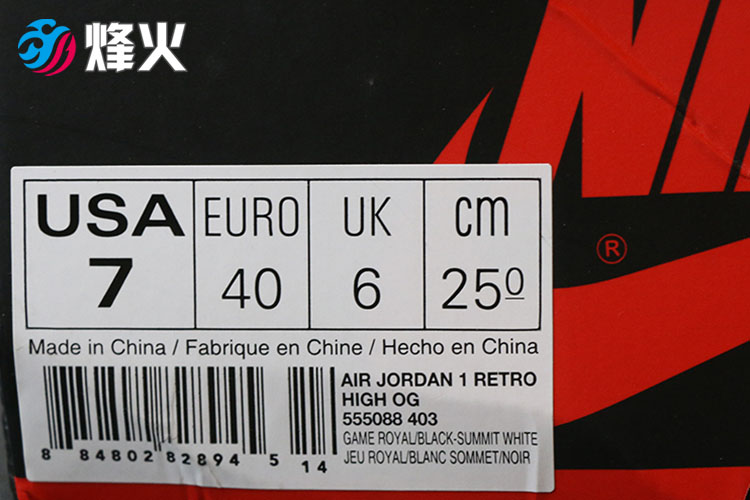 烽火
NI
USA EURO UK cm
7 40 6 250
®
Made in China / Fabrique en Chine / Hecho en China
AIR JORDAN 1 RETRO
HIGH OG
555088 403
GAME ROYAL/BLACK-SUMMIT WHITE
JEU ROYAL/BLANC SOMMET/NOIR
8 84802 82894 5 14